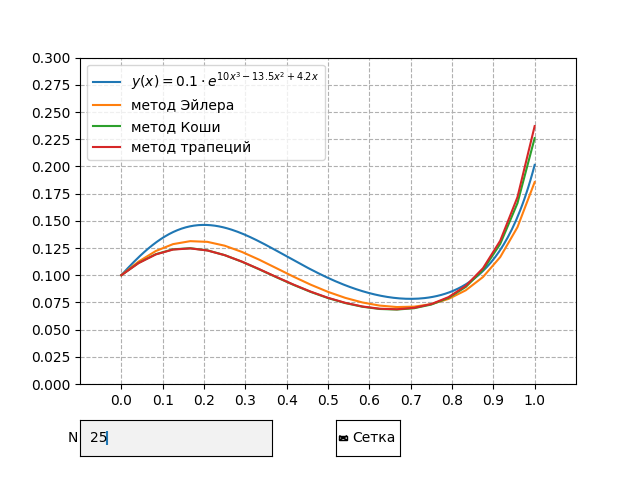 0.300
0.275
0.250
0.225
0.200
0.175
0.150
0.125
0.100
0.075
0.050
0.025
0.000
y(x) = 0.1 · e^{10x³ − 13.5x² + 4.2x}
метод Эйлера
метод Коши
метод трапеций
0.0 0.1 0.2 0.3 0.4 0.5 0.6 0.7 0.8 0.9 1.0
N 25
Сетка